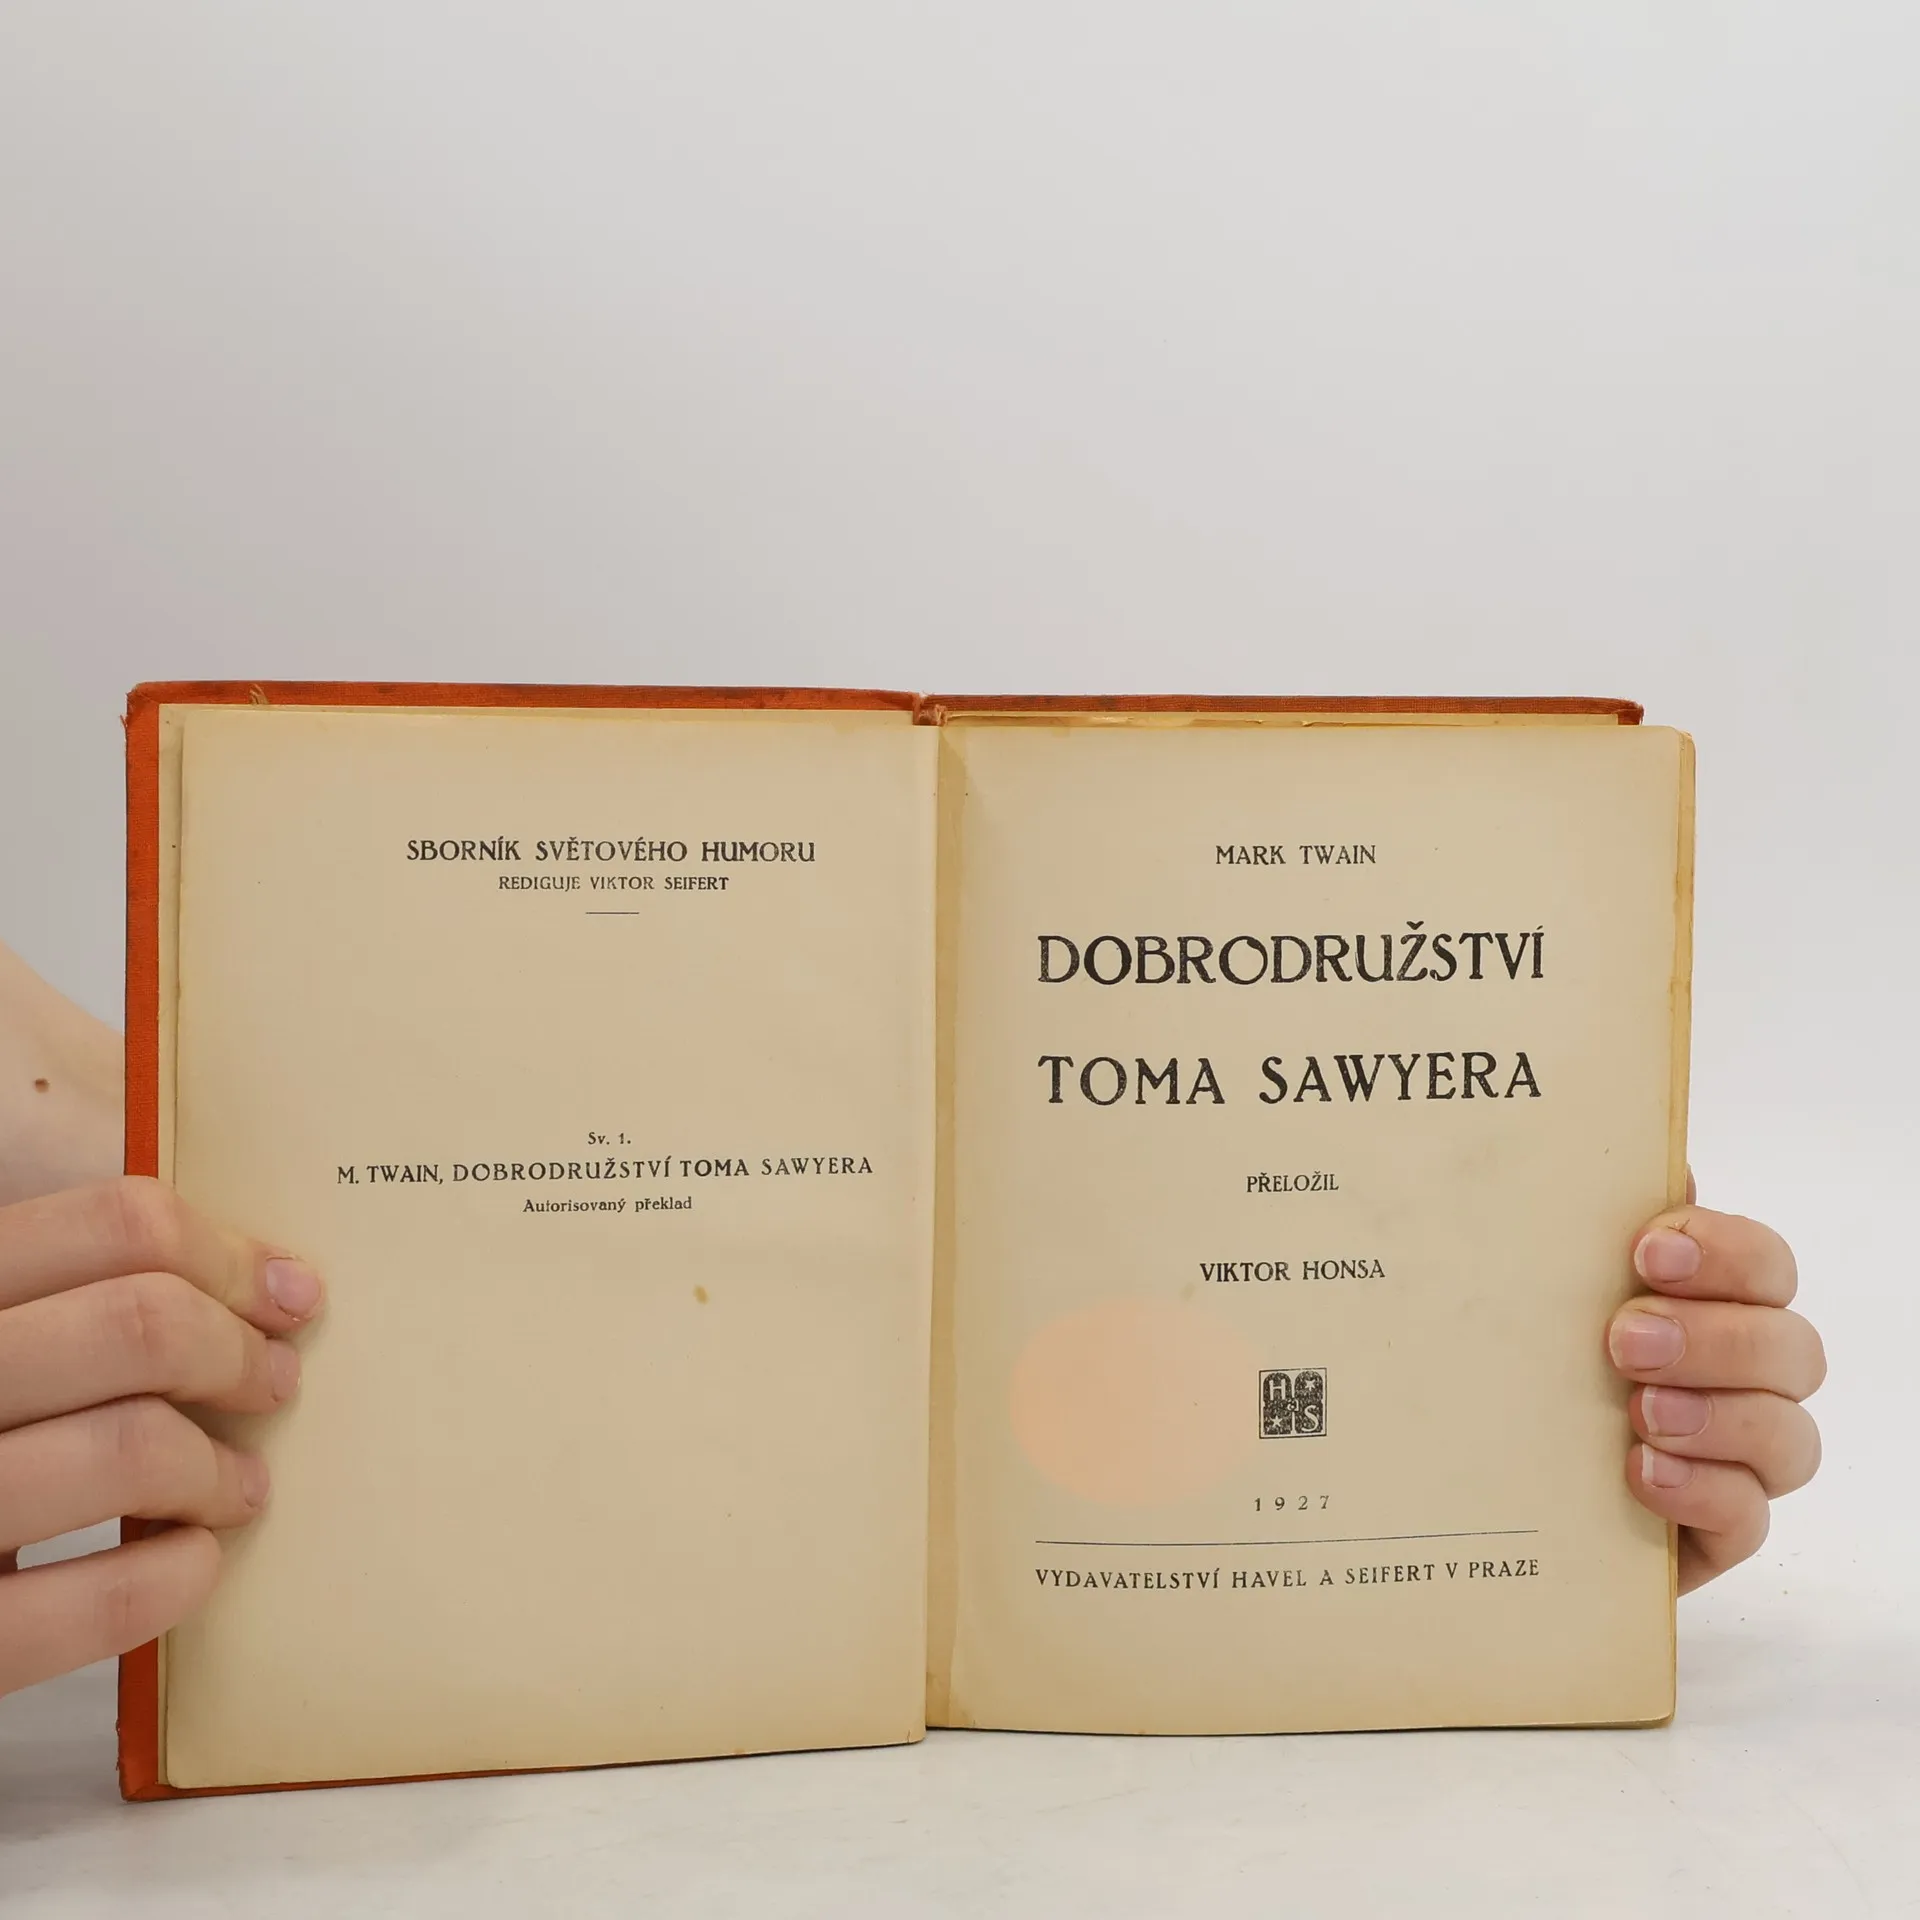 SBORNÍK SVĚTOVÉHO HUMORU
REDIGUJE VIKTOR SEIFERT
Sv. 1.
M. TWAIN, DOBRODRUŽSTVÍ TOMA SAWYERA
Autorisovaný překlad
MARK TWAIN
DOBRODRUŽSTVÍ
TOMA SAWYERA
PŘELOŽIL
VIKTOR HONSA
H a S
1927
VYDAVATELSTVÍ HAVEL A SEIFERT V PRAZE